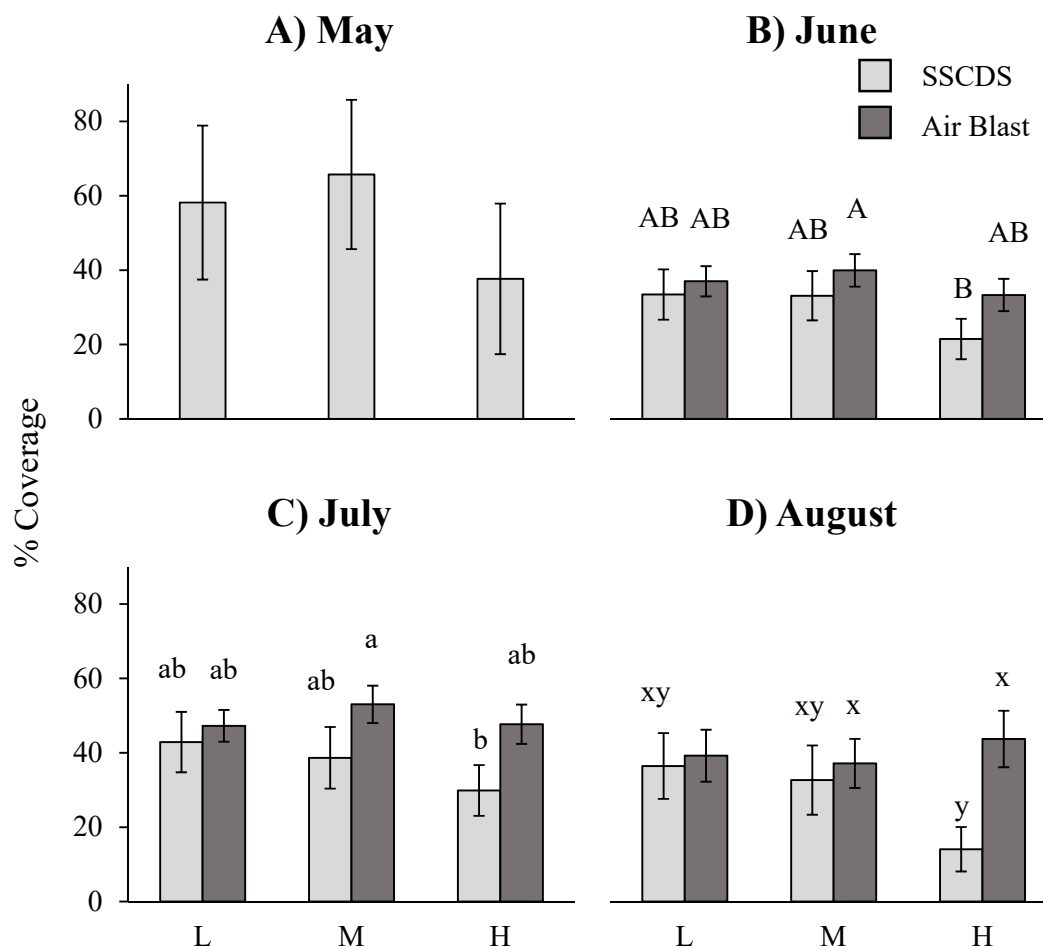 A) May
B) June
SSCDS
Air Blast
80
60
40
20
0
AB AB AB A B AB
% Coverage
C) July
D) August
80
60
40
20
0
ab ab ab a b ab
xy xy x y x
L M H L M H